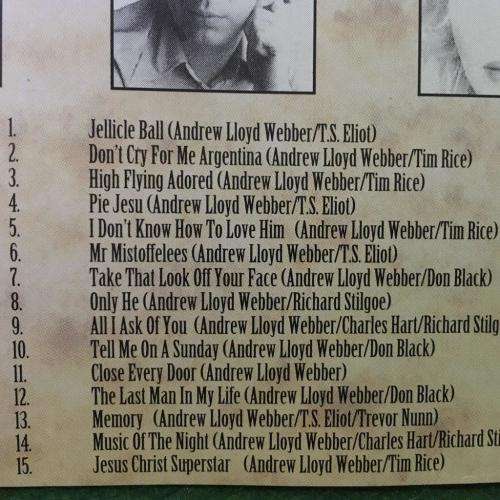 1. Jellicle Ball (Andrew Lloyd Webber/T.S. Eliot)
2. Don't Cry For Me Argentina (Andrew Lloyd Webber/Tim Rice)
3. High Flying Adored (Andrew Lloyd Webber/Tim Rice)
4. Pie Jesu (Andrew Lloyd Webber/T.S. Eliot)
5. I Don't Know How To Love Him (Andrew Lloyd Webber/Tim Rice)
6. Mr Mistoffelees (Andrew Lloyd Webber/T.S. Eliot)
7. Take That Look Off Your Face (Andrew Lloyd Webber/Don Black)
8. Only He (Andrew Lloyd Webber/Richard Stilgoe)
9. All I Ask Of You (Andrew Lloyd Webber/Charles Hart/Richard Stilg
10. Tell Me On A Sunday (Andrew Lloyd Webber/Don Black)
11. Close Every Door (Andrew Lloyd Webber)
12. The Last Man In My Life (Andrew Lloyd Webber/Don Black)
13. Memory (Andrew Lloyd Webber/T.S. Eliot/Trevor Nunn)
14. Music Of The Night (Andrew Lloyd Webber/Charles Hart/Richard Sti
15. Jesus Christ Superstar (Andrew Lloyd Webber/Tim Rice)